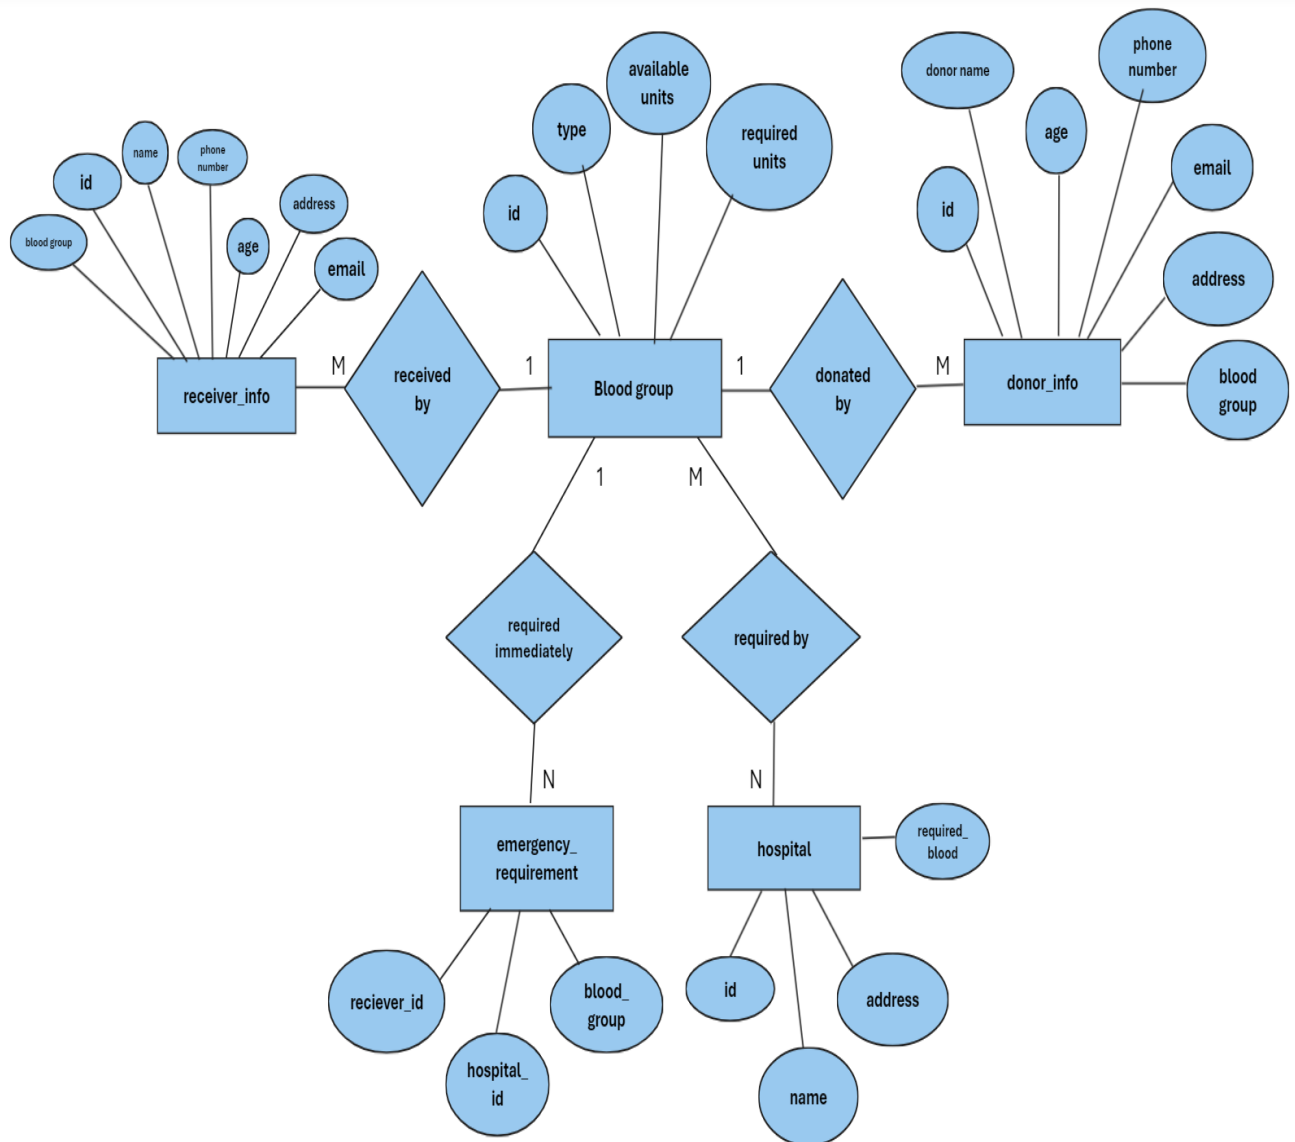 phone
number
donor name
available
units
type
required
units
age
name
phone
number
email
id
address
id
id
blood group
age
email
address
M
received
by
1
Blood group
1
donated
by
M
donor_info
blood
group
receiver_info
1
M
required
immediately
required by
N
N
emergency_
requirement
hospital
required_
blood
reciever_id
blood_
group
id
address
hospital_
id
name